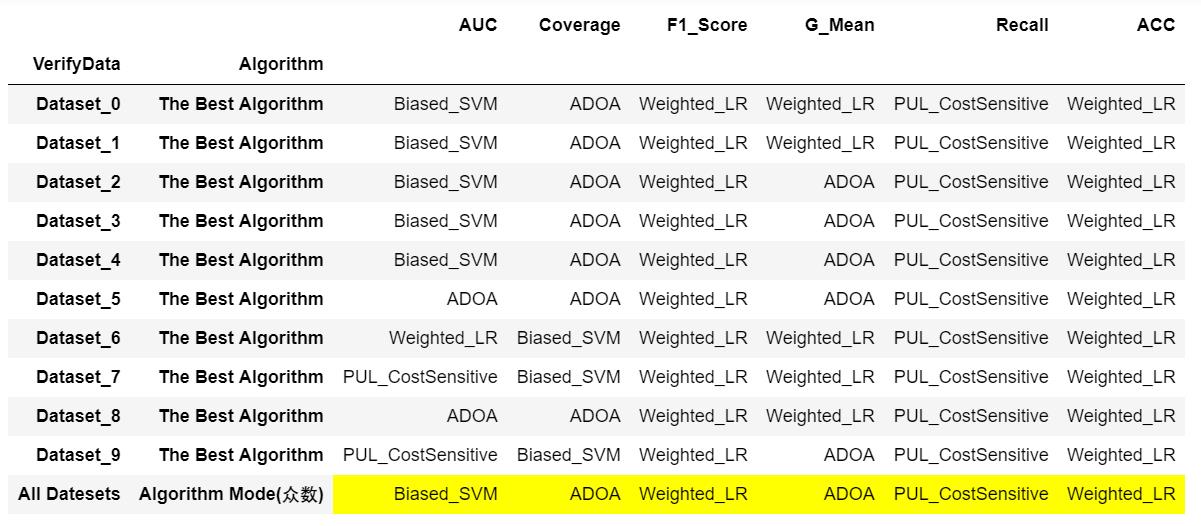 AUC Coverage F1_Score G_Mean Recall ACC
VerifyData Algorithm
Dataset_0 The Best Algorithm Biased_SVM ADOA Weighted_LR Weighted_LR PUL_CostSensitive Weighted_LR
Dataset_1 The Best Algorithm Biased_SVM ADOA Weighted_LR Weighted_LR PUL_CostSensitive Weighted_LR
Dataset_2 The Best Algorithm Biased_SVM ADOA Weighted_LR ADOA PUL_CostSensitive Weighted_LR
Dataset_3 The Best Algorithm Biased_SVM ADOA Weighted_LR ADOA PUL_CostSensitive Weighted_LR
Dataset_4 The Best Algorithm Biased_SVM ADOA Weighted_LR ADOA PUL_CostSensitive Weighted_LR
Dataset_5 The Best Algorithm ADOA ADOA Weighted_LR ADOA PUL_CostSensitive Weighted_LR
Dataset_6 The Best Algorithm Weighted_LR Biased_SVM Weighted_LR Weighted_LR PUL_CostSensitive Weighted_LR
Dataset_7 The Best Algorithm PUL_CostSensitive Biased_SVM Weighted_LR Weighted_LR PUL_CostSensitive Weighted_LR
Dataset_8 The Best Algorithm ADOA ADOA Weighted_LR Weighted_LR PUL_CostSensitive Weighted_LR
Dataset_9 The Best Algorithm PUL_CostSensitive Biased_SVM Weighted_LR ADOA PUL_CostSensitive Weighted_LR
All Datesets Algorithm Mode(众数) Biased_SVM ADOA Weighted_LR ADOA PUL_CostSensitive Weighted_LR